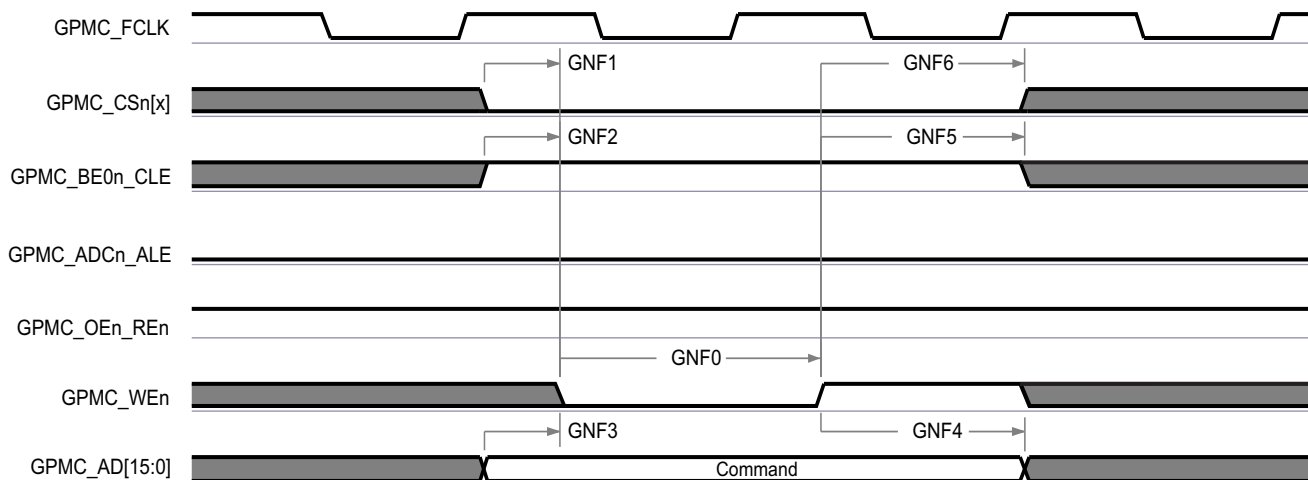 GPMC_FCLK
GNF1
GNF6
GPMC_CSn[x]
GNF2
GNF5
GPMC_BE0n_CLE
GPMC_ADCn_ALE
GPMC_OEn_REn
GNF0
GPMC_WEn
GNF3
GNF4
GPMC_AD[15:0]
Command